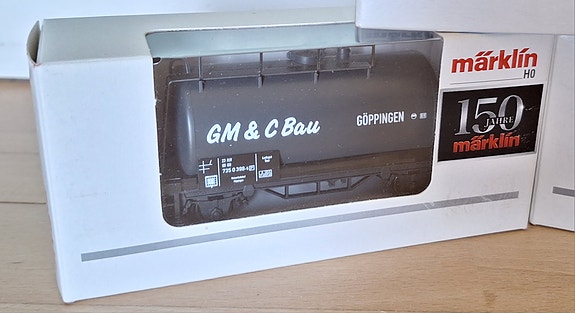 märklin
H0
150
JAHRE
märklin
GM & C Bau
GÖPPINGEN